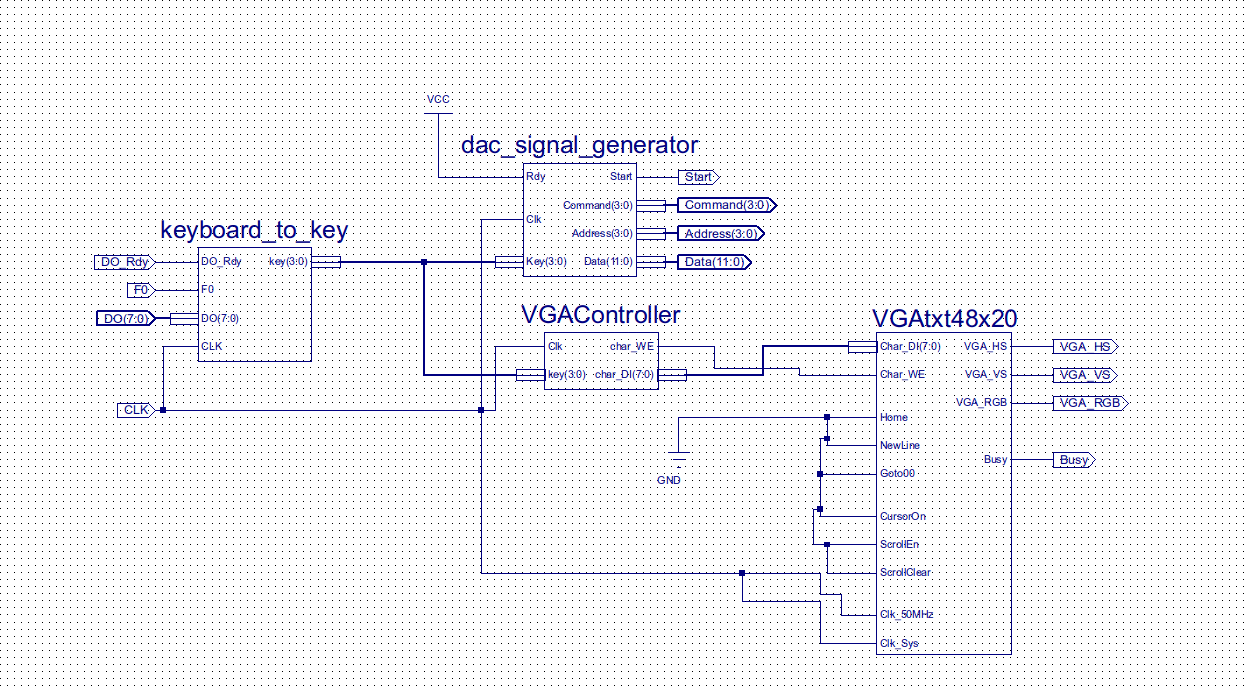 VCC
dac_signal_generator
Rdy
Start
Start
Command(3:0)
Command(3:0)
Clk
Address(3:0)
Address(3:0)
Key(3:0)
Data(11:0)
Data(11:0)
keyboard_to_key
DO_Rdy
DO_Rdy
key(3:0)
F0
F0
DO(7:0)
DO(7:0)
CLK
CLK
VGAController
Clk
char_WE
key(3:0)
char_DI(7:0)
GND
VGAtxt48x20
Char_DI(7:0)
VGA_HS
VGA_HS
Char_WE
VGA_VS
VGA_VS
VGA_RGB
VGA_RGB
Home
NewLine
Busy
Busy
Goto00
CursorOn
ScrollEn
ScrollClear
Clk_50MHz
Clk_Sys